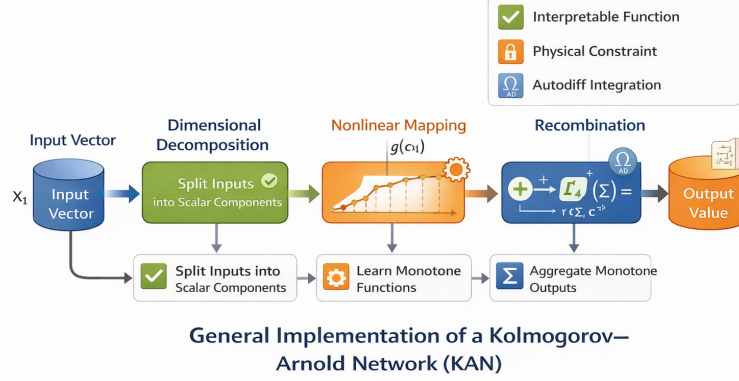 Interpretable Function
Physical Constraint
Ω
AD
Autodiff Integration
Input Vector
Dimensional
Decomposition
Nonlinear Mapping
Recombination
X₁
Input
Vector
Split Inputs
into Scalar Components
Ω
AD
Output
Value
Split Inputs into
Scalar Components
Learn Monotone
Functions
Σ
Aggregate Monotone
Outputs
General Implementation of a Kolmogorov—
Arnold Network (KAN)